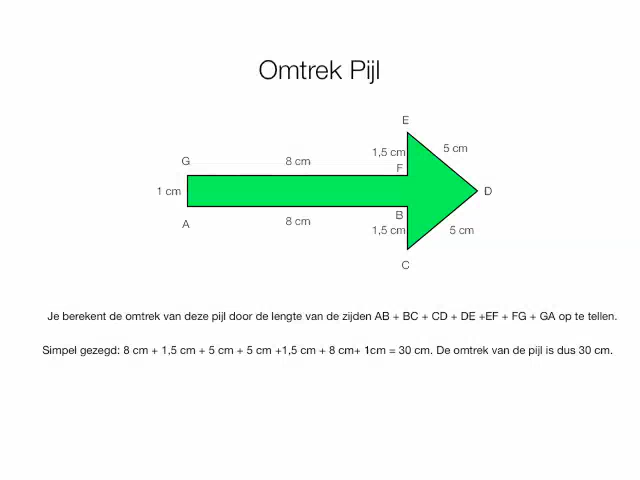 Omtrek Pijl
E
1,5 cm
5 cm
G
8 cm
F
1 cm
D
A
8 cm
B
1,5 cm
5 cm
C
Je berekent de omtrek van deze pijl door de lengte van de zijden AB + BC + CD + DE +EF + FG + GA op te tellen.
Simpel gezegd: 8 cm + 1,5 cm + 5 cm + 5 cm +1,5 cm + 8 cm+ 1cm = 30 cm. De omtrek van de pijl is dus 30 cm.